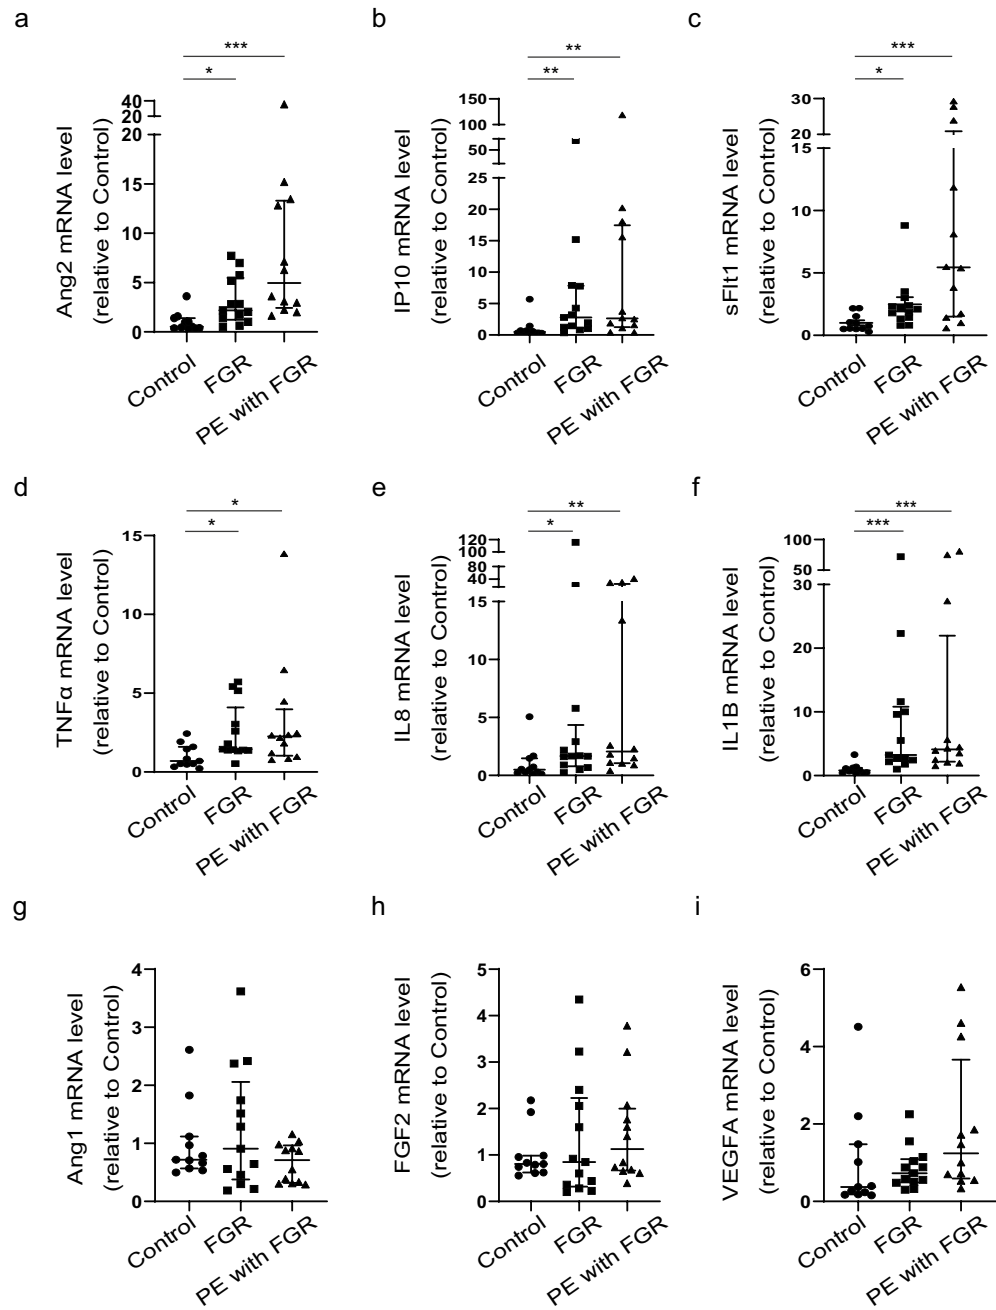 a
b
c
***
*
**
**
***
*
40
20
20
15
10
5
0
Ang2 mRNA level
(relative to Control)
Control
FGR
PE with FGR
150
100
50
25
25
20
15
10
5
0
IP10 mRNA level
(relative to Control)
Control
FGR
PE with FGR
30
20
15
10
5
0
sFlt1 mRNA level
(relative to Control)
Control
FGR
PE with FGR
d
e
f
*
*
**
*
***
***
15
10
5
0
TNFα mRNA level
(relative to Control)
Control
FGR
PE with FGR
120
100
80
40
15
10
5
0
IL8 mRNA level
(relative to Control)
Control
FGR
PE with FGR
100
50
30
20
10
0
IL1B mRNA level
(relative to Control)
Control
FGR
PE with FGR
g
h
i
4
3
2
1
0
Ang1 mRNA level
(relative to Control)
Control
FGR
PE with FGR
5
4
3
2
1
0
FGF2 mRNA level
(relative to Control)
Control
FGR
PE with FGR
6
4
2
0
VEGFA mRNA level
(relative to Control)
Control
FGR
PE with FGR